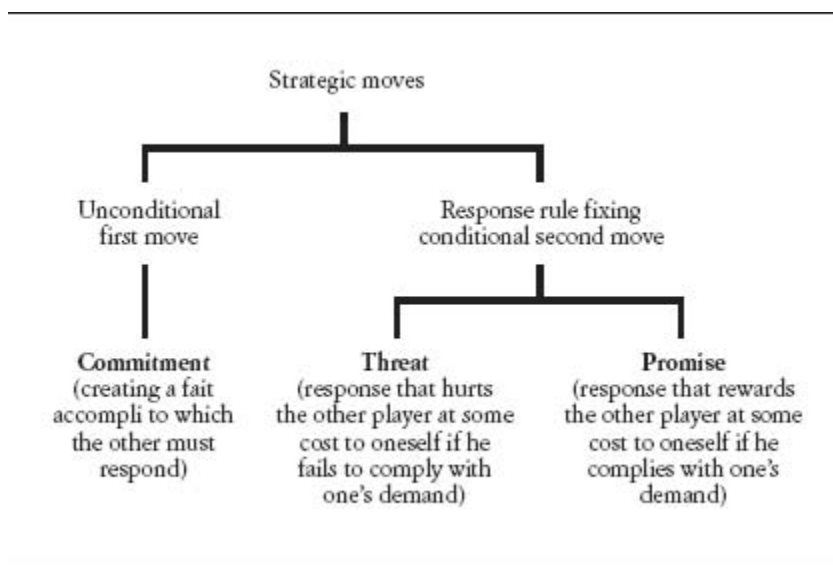 Strategic moves
Unconditional
first move
Response rule fixing
conditional second move
Commitment
(creating a fait
accompli to which
the other must
respond)
Threat
(response that hurts
the other player at some
cost to oneself if he
fails to comply with
one's demand)
Promise
(response that rewards
the other player at some
cost to oneself if he
complies with one's
demand)